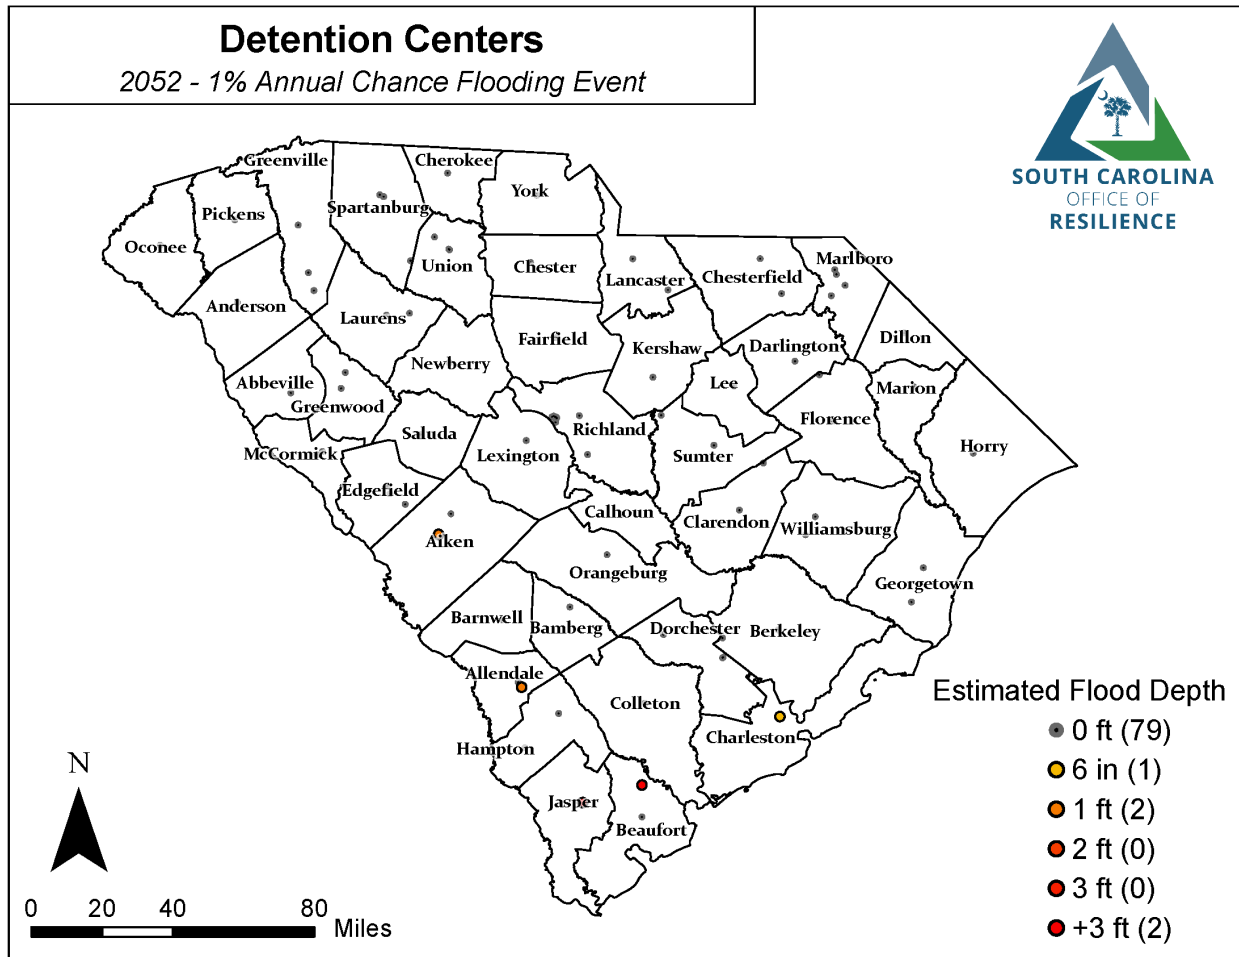 Detention Centers
2052 - 1% Annual Chance Flooding Event
SOUTH CAROLINA
OFFICE OF
RESILIENCE
Greenville
Cherokee
York
Pickens
Spartanburg
Oconee
Union
Chester
Lancaster
Chesterfield
Marlboro
Anderson
Laurens
Fairfield
Kershaw
Darlington
Dillon
Newberry
Abbeville
Greenwood
Lee
Marion
Saluda
Richland
Florence
McCormick
Lexington
Sumter
Horry
Edgefield
Calhoun
Clarendon
Williamsburg
Aiken
Orangeburg
Georgetown
Barnwell
Bamberg
Dorchester
Berkeley
Allendale
Colleton
Charleston
Hampton
Jasper
Beaufort
Estimated Flood Depth
0 ft (79)
6 in (1)
1 ft (2)
2 ft (0)
3 ft (0)
+3 ft (2)
N
0 20 40 80 Miles